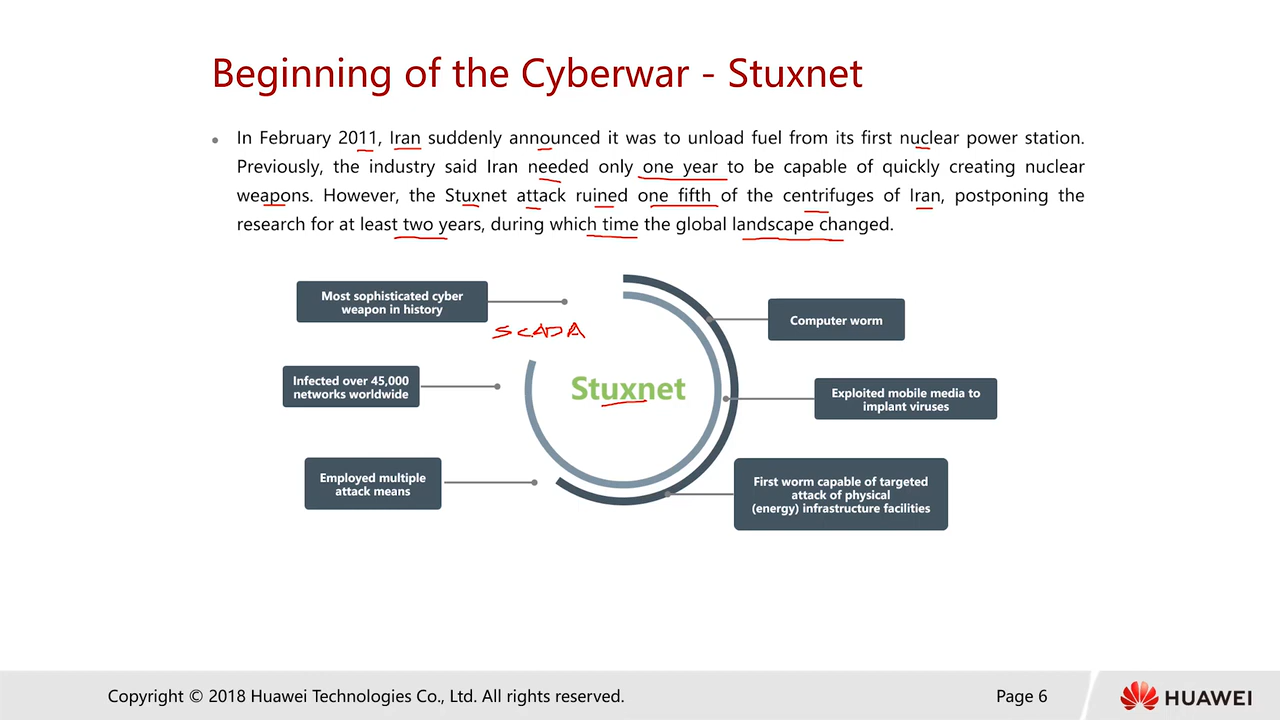 Beginning of the Cyberwar - Stuxnet
• In February 2011, Iran suddenly announced it was to unload fuel from its first nuclear power station.
Previously, the industry said Iran needed only one year to be capable of quickly creating nuclear
weapons. However, the Stuxnet attack ruined one fifth of the centrifuges of Iran, postponing the
research for at least two years, during which time the global landscape changed.
Most sophisticated cyber
weapon in history
SCADA
Infected over 45,000
networks worldwide
Employed multiple
attack means
Stuxnet
Computer worm
Exploited mobile media to
implant viruses
First worm capable of targeted
attack of physical
(energy) infrastructure facilities
Copyright © 2018 Huawei Technologies Co., Ltd. All rights reserved.
Page 6
HUAWEI